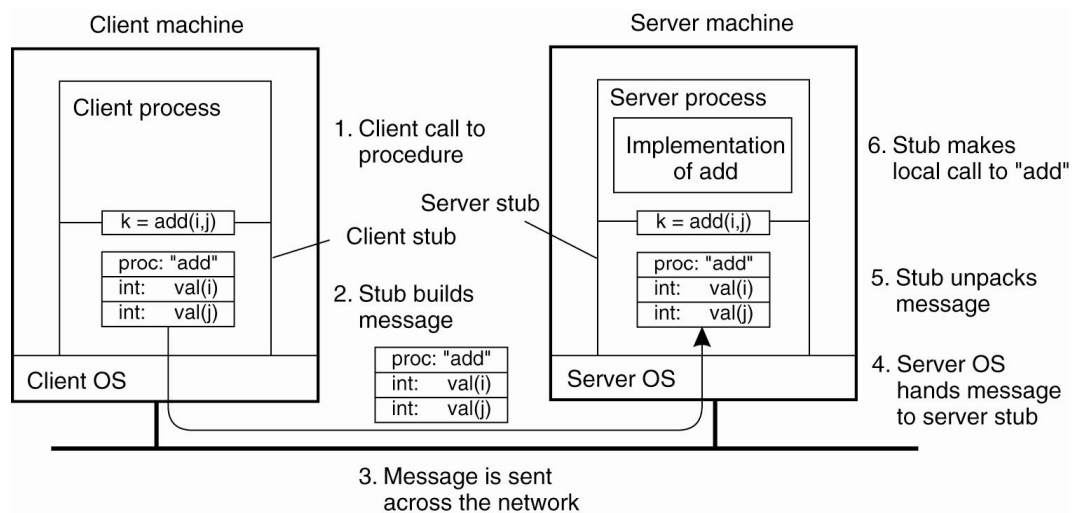 Client machine
Server machine
Client process
1. Client call to
procedure
Server process
Implementation
of add
6. Stub makes
local call to "add"
Server stub
k = add(i,j)
k = add(i,j)
Client stub
proc: "add"
int: val(i)
int: val(j)
2. Stub builds
message
proc: "add"
int: val(i)
int: val(j)
5. Stub unpacks
message
proc: "add"
int: val(i)
int: val(j)
Client OS
Server OS
4. Server OS
hands message
to server stub
3. Message is sent
across the network